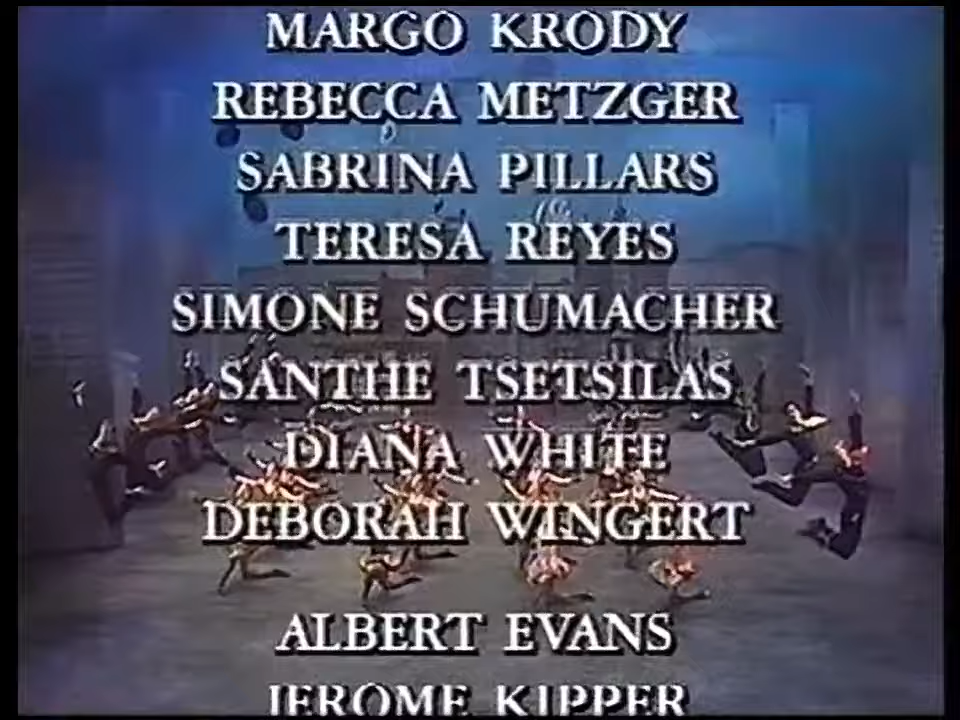 MARGO KRODY
REBECCA METZGER
SABRINA PILLARS
TERESA REYES
SIMONE SCHUMACHER
SANTHE TSETSILAS
DIANA WHITE
DEBORAH WINGERT
ALBERT EVANS
JEROME KIPPER